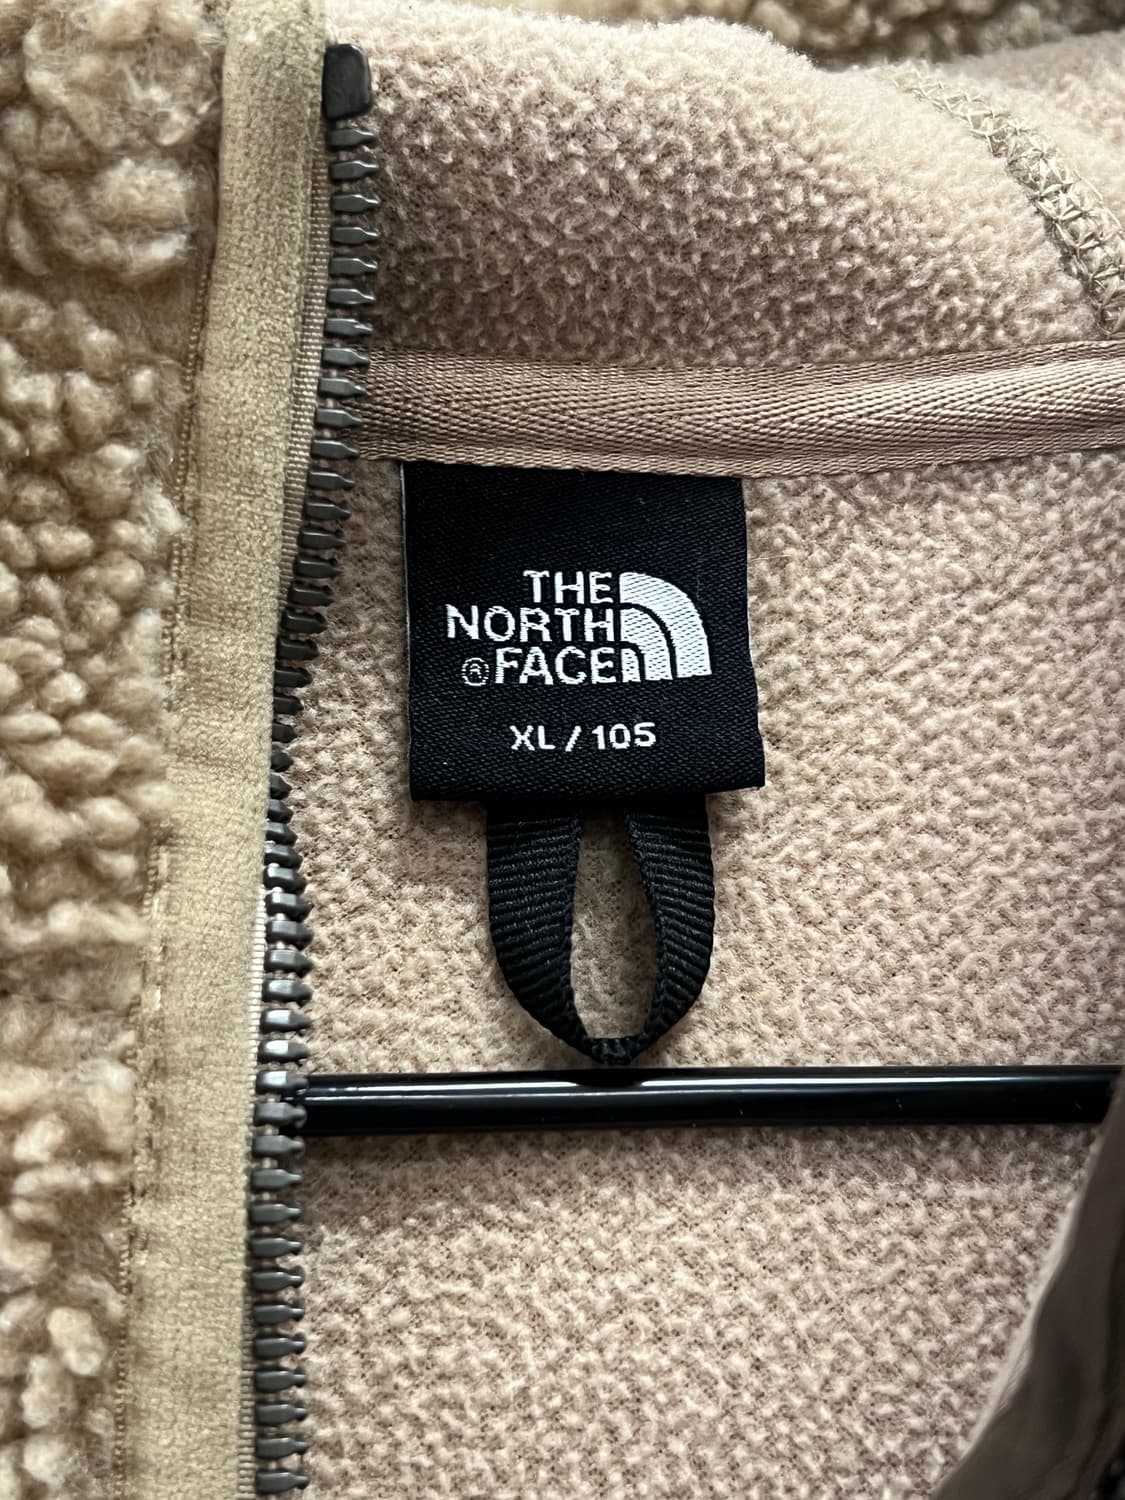 THE
NORTH
®FACE
XL / 105